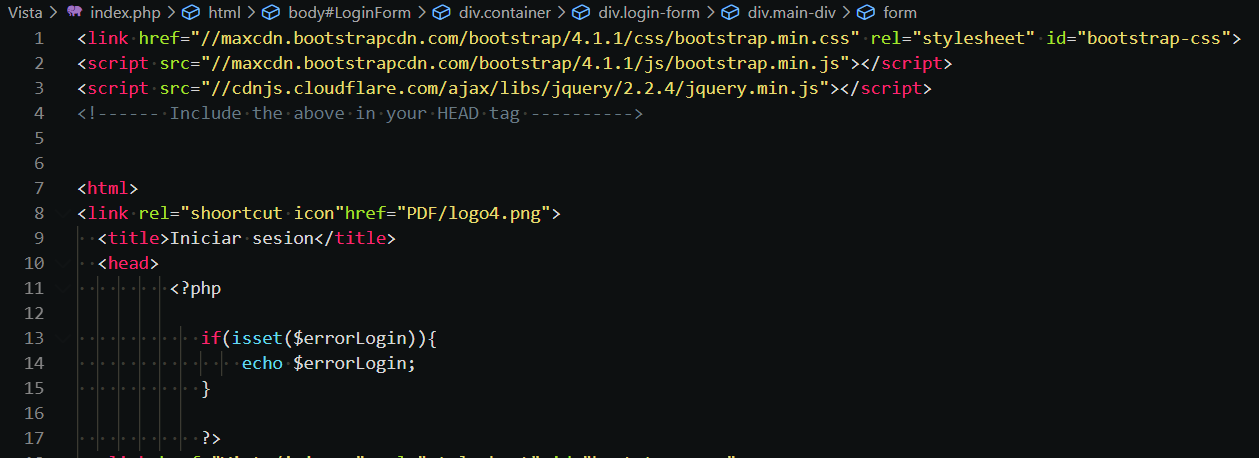 Vista > index.php > html > body#LoginForm > div.container > div.login-form > div.main-div > form
1 <link href="//maxcdn.bootstrapcdn.com/bootstrap/4.1.1/css/bootstrap.min.css" rel="stylesheet" id="bootstrap-css">
2 <script src="//maxcdn.bootstrapcdn.com/bootstrap/4.1.1/js/bootstrap.min.js"></script>
3 <script src="//cdnjs.cloudflare.com/ajax/libs/jquery/2.2.4/jquery.min.js"></script>
4 <!------ Include the above in your HEAD tag ---------->
5
6
7 <html>
8 <link rel="shoortcut icon"href="PDF/logo4.png">
9 <title>Iniciar sesion</title>
10 <head>
11 <?php
12
13 if(isset($errorLogin)){
14 echo $errorLogin;
15 }
16
17 ?>